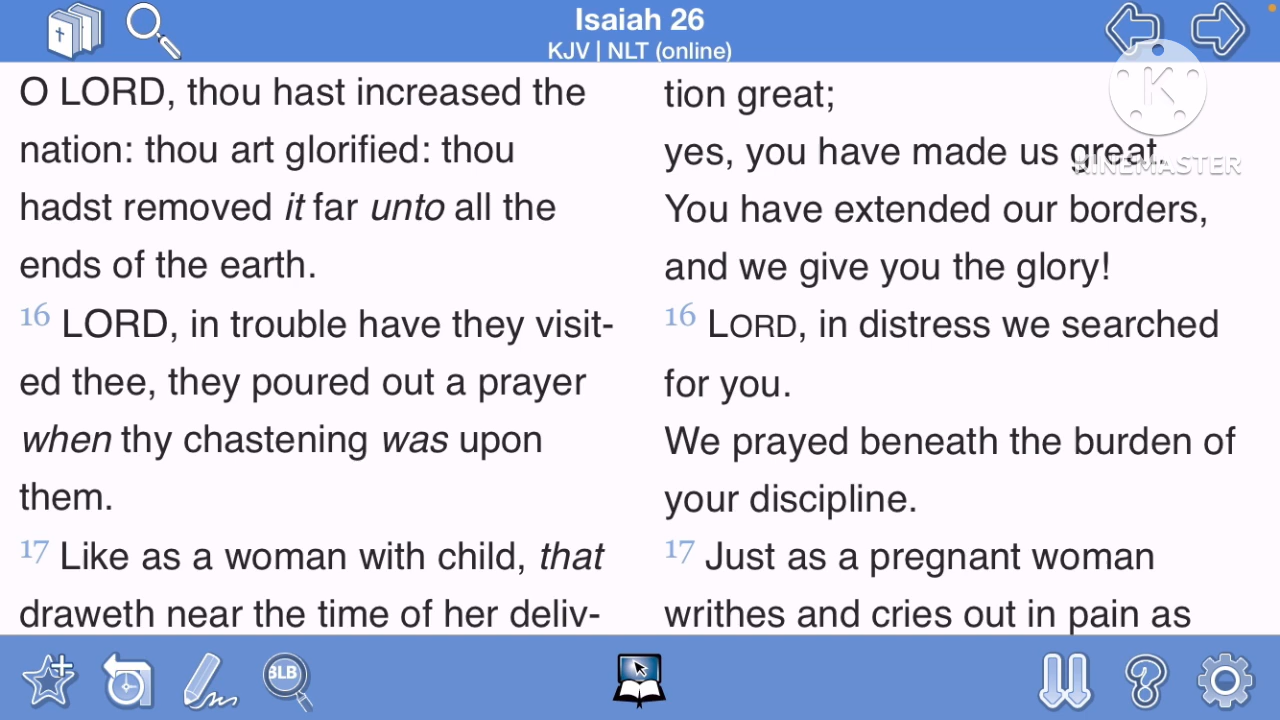 Isaiah 26
KJV | NLT (online)
O LORD, thou hast increased the
nation: thou art glorified: thou
hadst removed it far unto all the
ends of the earth.
16 LORD, in trouble have they visit-
ed thee, they poured out a prayer
when thy chastening was upon
them.
17 Like as a woman with child, that
draweth near the time of her deliv-
tion great;
yes, you have made us great.
You have extended our borders,
and we give you the glory!
16 LORD, in distress we searched
for you.
We prayed beneath the burden of
your discipline.
17 Just as a pregnant woman
writhes and cries out in pain as
K
KINEMASTER
BLB